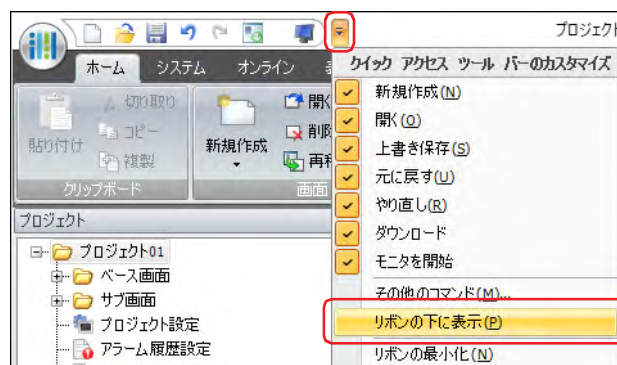 プロジェクト
ホーム システム オンライン
クイック アクセス ツール バーのカスタマイズ
新規作成(N)
開く(O)
上書き保存(S)
元に戻す(U)
やり直し(R)
ダウンロード
モニタを開始
その他のコマンド(M)...
リボンの下に表示(P)
リボンの最小化(N)
貼り付け
切り取り
コピー
複製
クリップボード
新規作成
開く
画面
プロジェクト
プロジェクト01
ベース画面
サブ画面
プロジェクト設定
アラーム履歴設定